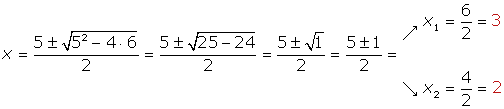 x = (5 ± √(5² − 4 · 6))/2 = (5 ± √(25 − 24))/2 = (5 ± √1)/2 = (5 ± 1)/2 =
↗ x₁ = 6/2 = 3
↘ x₂ = 4/2 = 2